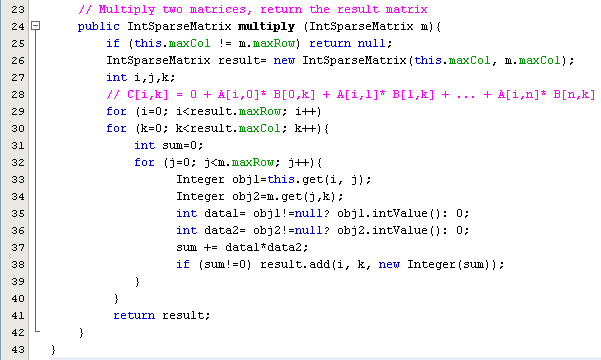 23 // Multiply two matrices, return the result matrix
24 public IntSparseMatrix multiply (IntSparseMatrix m){
25 if (this.maxCol != m.maxRow) return null;
26 IntSparseMatrix result= new IntSparseMatrix(this.maxCol, m.maxCol);
27 int i,j,k;
28 // C[i,k] = 0 + A[i,0]* B[0,k] + A[i,1]* B[1,k] + ... + A[i,n]* B[n,k]
29 for (i=0; i<result.maxRow; i++)
30 for (k=0; k<result.maxCol; k++){
31 int sum=0;
32 for (j=0; j<m.maxRow; j++){
33 Integer obj1=this.get(i, j);
34 Integer obj2=m.get(j,k);
35 int data1= obj1!=null? obj1.intValue(): 0;
36 int data2= obj2!=null? obj2.intValue(): 0;
37 sum += data1*data2;
38 if (sum!=0) result.add(i, k, new Integer(sum));
39 }
40 }
41 return result;
42 }
43 }